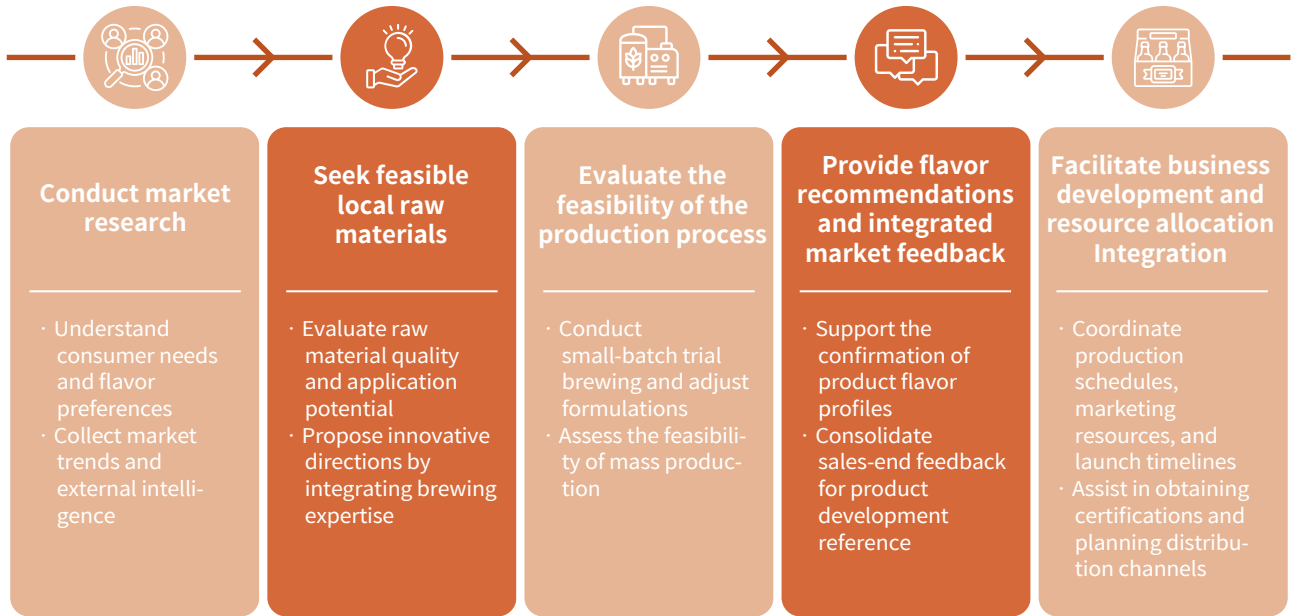 Conduct market
research
· Understand
consumer needs
and flavor
preferences
· Collect market
trends and
external intelli-
gence
Seek feasible
local raw
materials
· Evaluate raw
material quality
and application
potential
· Propose innovative
directions by
integrating brewing
expertise
Evaluate the
feasibility of the
production process
· Conduct
small-batch trial
brewing and adjust
formulations
· Assess the feasibili-
ty of mass produc-
tion
Provide flavor
recommendations
and integrated
market feedback
· Support the
confirmation of
product flavor
profiles
· Consolidate
sales-end feedback
for product
development
reference
Facilitate business
development and
resource allocation
Integration
· Coordinate
production
schedules,
marketing
resources, and
launch timelines
· Assist in obtaining
certifications and
planning distribu-
tion channels